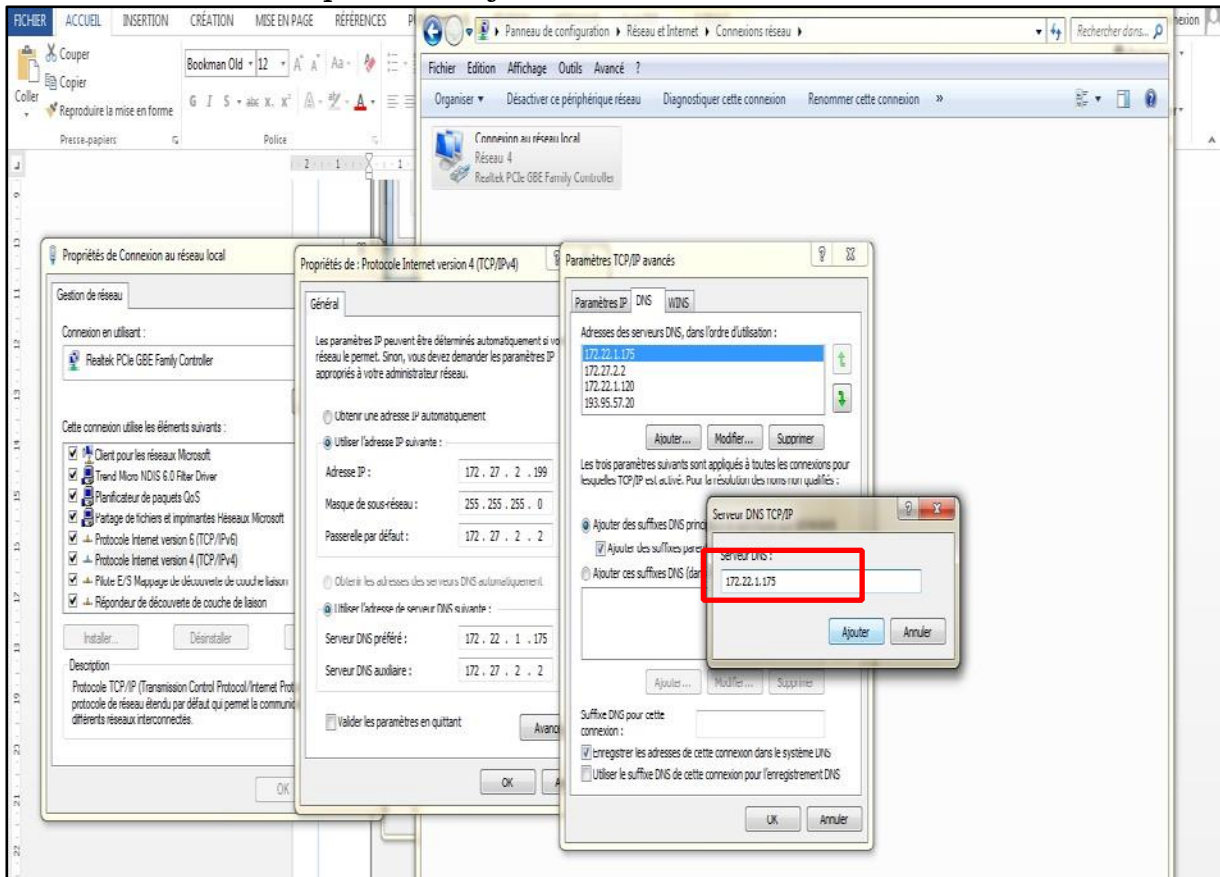 FICHIER ACCUEIL INSERTION CRÉATION MISE EN PAGE RÉFÉRENCES
Couper
Copier
Coller
Reproduire la mise en forme
Presse-papiers
Bookman Old 12
G I S abc x, x²
Police
Panneau de configuration Réseau et Internet Connexions réseau
Rechercher dans...
Fichier Edition Affichage Outils Avancé ?
Organiser Désactiver ce périphérique réseau Diagnostiquer cette connexion Renommer cette connexion »
Connexion au réseau local
Réseau 4
Realtek PCIe GBE Family Controller
Propriétés de Connexion au réseau local
Gestion de réseau
Connexion en utilisant :
Realtek PCIe GBE Family Controller
Cette connexion utilise les éléments suivants :
Client pour les réseaux Microsoft
Trend Micro NDIS 6.0 Filter Driver
Planificateur de paquets QoS
Partage de fichiers et imprimantes Réseaux Microsoft
Protocole Internet version 6 (TCP/IPv6)
Protocole Internet version 4 (TCP/IPv4)
Pilote E/S Mappage de découverte de couche liaison
Répondeur de découverte de couche de liaison
Installer... Désinstaller
Description
Protocole TCP/IP (Transmission Control Protocol/Internet Prot
protocole de réseau étendu par défaut qui permet la communic
différents réseaux interconnectés.
OK
Propriétés de : Protocole Internet version 4 (TCP/IPv4)
Général
Les paramètres IP peuvent être déterminés automatiquement si vo
réseau le permet. Sinon, vous devez demander les paramètres IP
appropriés à votre administrateur réseau.
Obtenir une adresse IP automatiquement
Utiliser l'adresse IP suivante :
Adresse IP : 172 . 27 . 2 . 199
Masque de sous-réseau : 255 . 255 . 255 . 0
Passerelle par défaut : 172 . 27 . 2 . 2
Obtenir les adresses des serveurs DNS automatiquement
Utiliser l'adresse de serveur DNS suivante :
Serveur DNS préféré : 172 . 22 . 1 . 175
Serveur DNS auxiliaire : 172 . 27 . 2 . 2
Valider les paramètres en quittant
Avanc
OK
Paramètres TCP/IP avancés
Paramètres IP DNS WINS
Adresses des serveurs DNS, dans l'ordre d'utilisation :
172.22.1.175
172.27.2.2
172.22.1.120
193.95.57.20
Ajouter... Modifier... Supprimer
Les trois paramètres suivants sont appliqués à toutes les connexions pour
lesquelles TCP/IP est activé. Pour la résolution des noms non qualifiés :
Ajouter des suffixes DNS princ
Ajouter des suffixes paren
Ajouter ces suffixes DNS (dan
Ajouter... Modifier... Supprimer
Suffixe DNS pour cette
connexion :
Enregistrer les adresses de cette connexion dans le système DNS
Utiliser le suffixe DNS de cette connexion pour l'enregistrement DNS
OK Annuler
Serveur DNS TCP/IP
Serveur DNS :
172.22.1.175
Ajouter Annuler